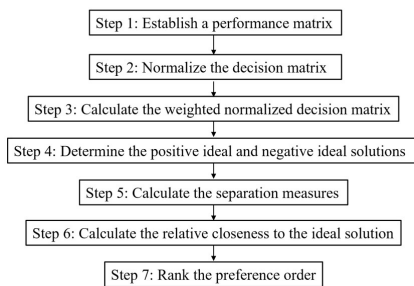 Step 1: Establish a performance matrix
Step 2: Normalize the decision matrix
Step 3: Calculate the weighted normalized decision matrix
Step 4: Determine the positive ideal and negative ideal solutions
Step 5: Calculate the separation measures
Step 6: Calculate the relative closeness to the ideal solution
Step 7: Rank the preference order